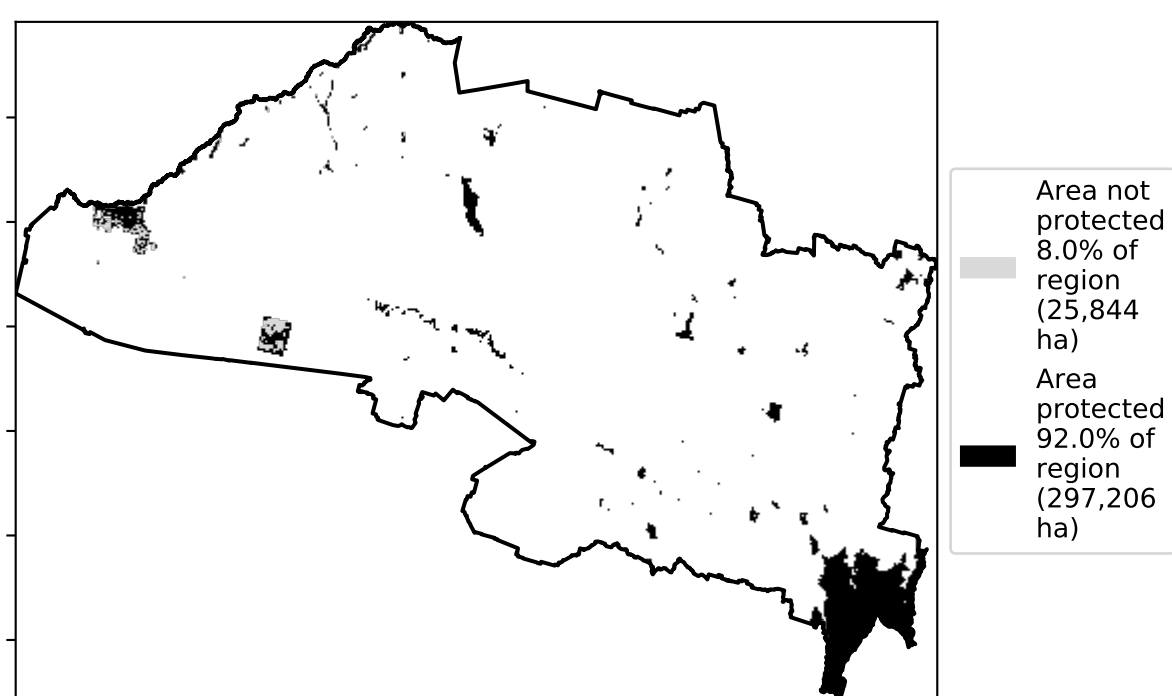 Area not
protected
8.0% of
region
(25,844
ha)
Area
protected
92.0% of
region
(297,206
ha)